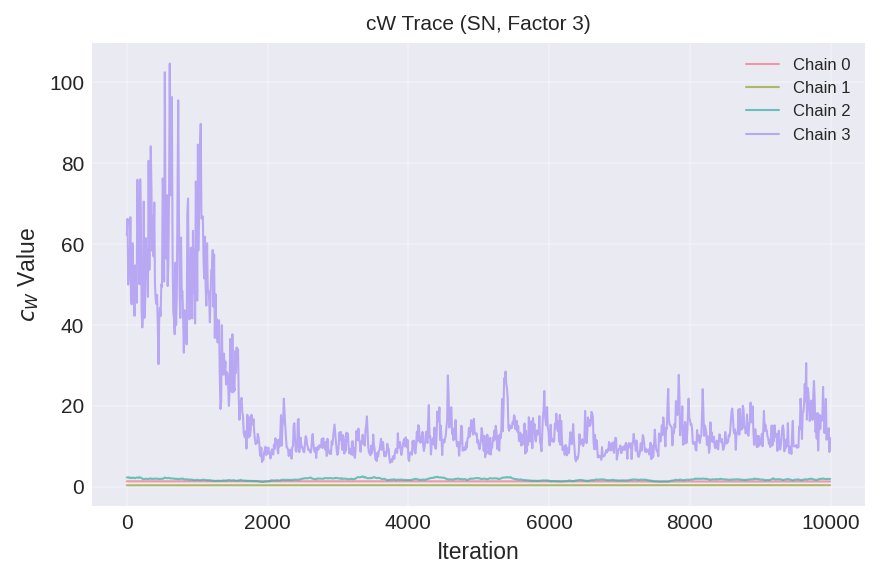 cW Trace (SN, Factor 3)
Chain 0
Chain 1
Chain 2
Chain 3
c_W Value
100
80
60
40
20
0
0 2000 4000 6000 8000 10000
Iteration